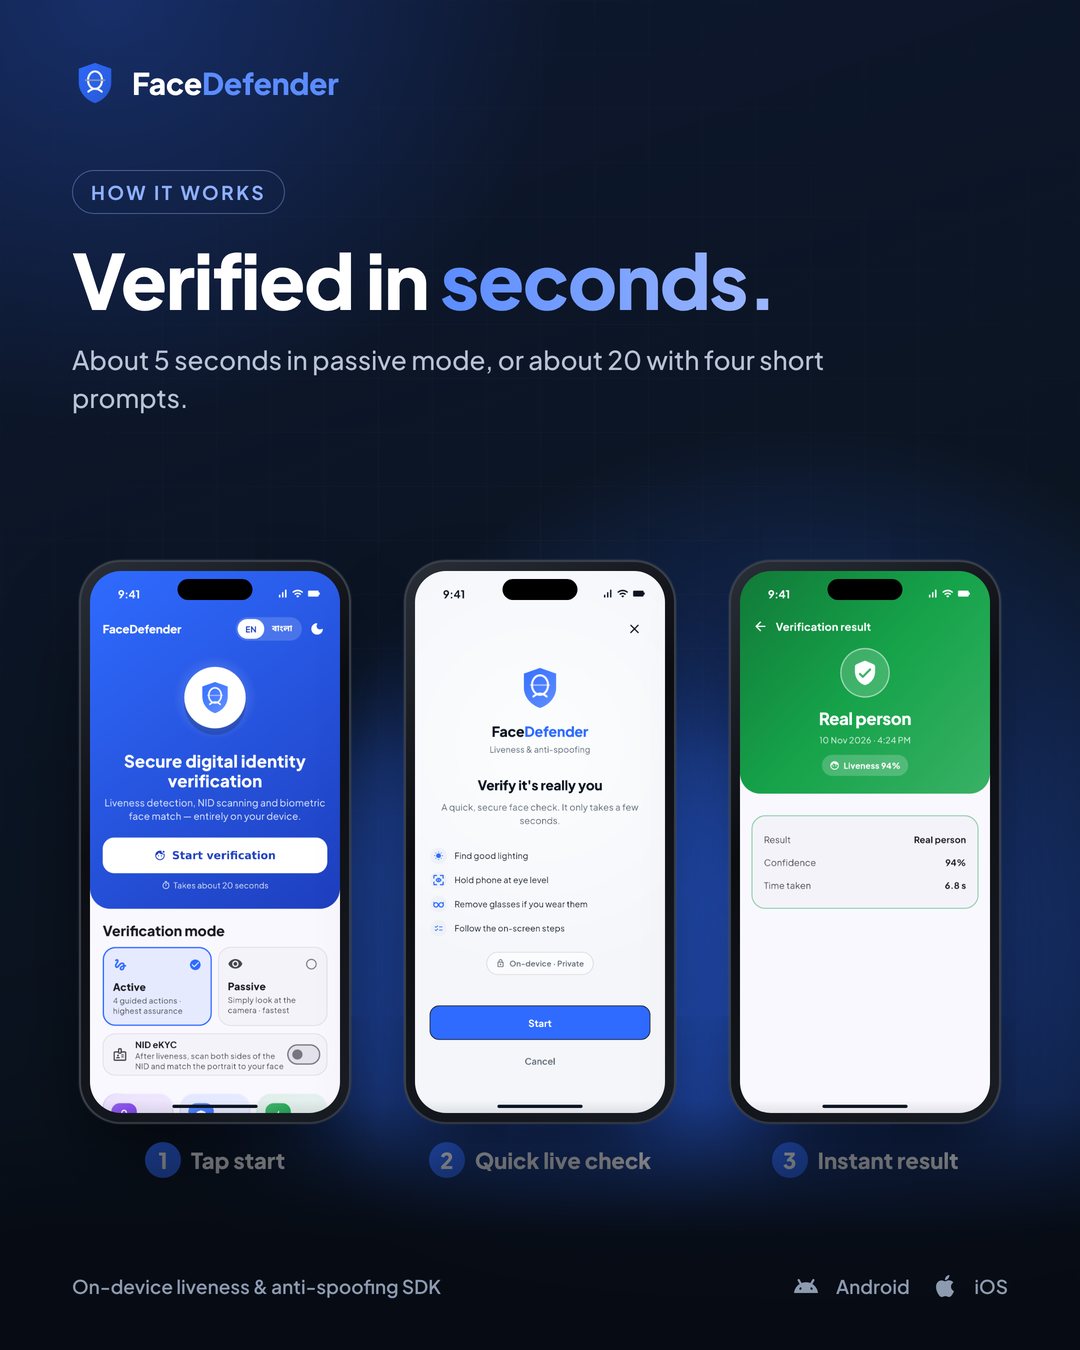 FaceDefender
HOW IT WORKS
Verified in seconds.
About 5 seconds in passive mode, or about 20 with four short
prompts.
9:41
FaceDefender
EN
বাংলা
Secure digital identity
verification
Liveness detection, NID scanning and biometric
face match — entirely on your device.
Start verification
Takes about 20 seconds
Verification mode
Active
4 guided actions ·
highest assurance
Passive
Simply look at the
camera · fastest
NID eKYC
After liveness, scan both sides of the
NID and match the portrait to your face
1 Tap start
9:41
FaceDefender
Liveness & anti-spoofing
Verify it's really you
A quick, secure face check. It only takes a few
seconds.
Find good lighting
Hold phone at eye level
Remove glasses if you wear them
Follow the on-screen steps
On-device · Private
Start
Cancel
2 Quick live check
9:41
Verification result
Real person
10 Nov 2026 · 4:24 PM
Liveness 94%
Result Real person
Confidence 94%
Time taken 6.8 s
3 Instant result
On-device liveness & anti-spoofing SDK
Android iOS